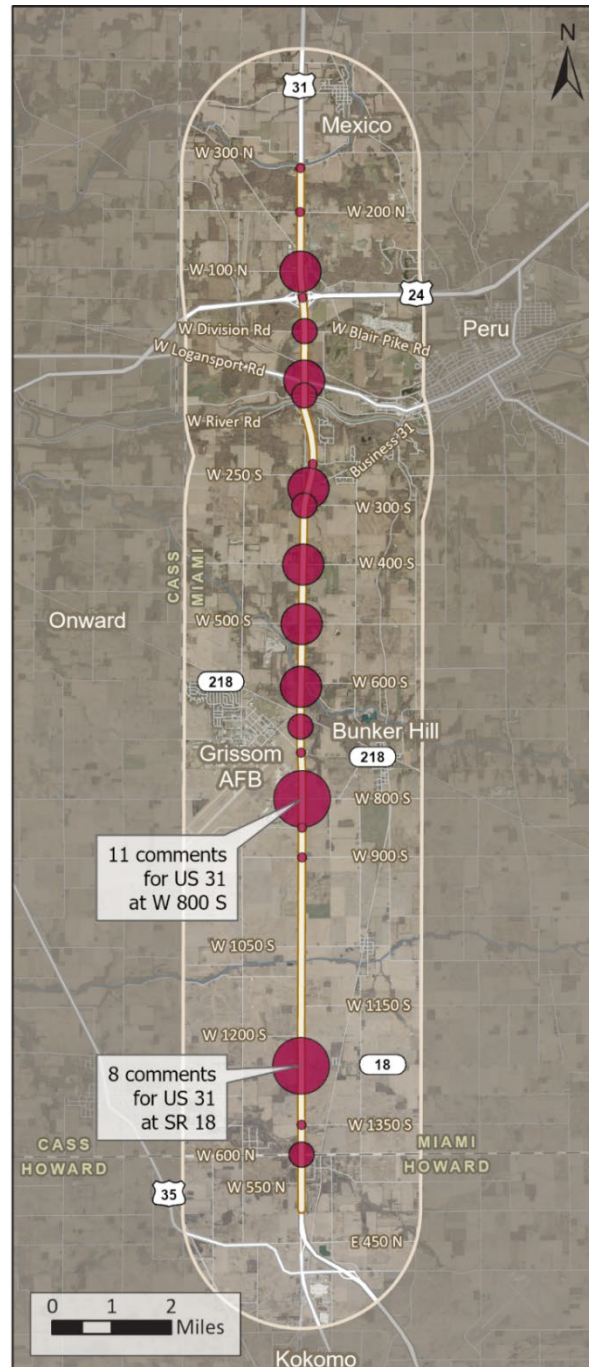 N
31
Mexico
W 300 N
W 200 N
W 100 N
24
W Division Rd
W Blair Pike Rd
Peru
W Logansport Rd
W River Rd
Business 31
W 250 S
W 300 S
CASS
MIAMI
W 400 S
Onward
W 500 S
218
W 600 S
Bunker Hill
Grissom
AFB
218
W 800 S
11 comments
for US 31
at W 800 S
W 900 S
W 1050 S
W 1150 S
W 1200 S
8 comments
for US 31
at SR 18
18
W 1350 S
CASS
HOWARD
W 600 N
MIAMI
HOWARD
W 550 N
35
E 450 N
0 1 2
Miles
Kokomo